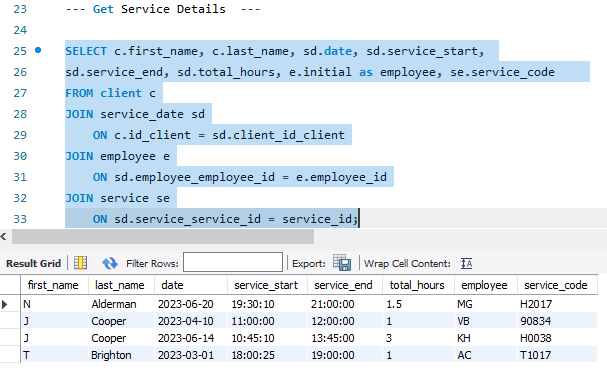 23 --- Get Service Details ---
24
25 SELECT c.first_name, c.last_name, sd.date, sd.service_start,
26 sd.service_end, sd.total_hours, e.initial as employee, se.service_code
27 FROM client c
28 JOIN service_date sd
29 ON c.id_client = sd.client_id_client
30 JOIN employee e
31 ON sd.employee_employee_id = e.employee_id
32 JOIN service se
33 ON sd.service_service_id = service_id;
Result Grid Filter Rows: Export: Wrap Cell Content:
first_name last_name date service_start service_end total_hours employee service_code
N Alderman 2023-06-20 19:30:10 21:00:00 1.5 MG H2017
J Cooper 2023-04-10 11:00:00 12:00:00 1 VB 90834
J Cooper 2023-06-14 10:45:10 13:45:00 3 KH H0038
T Brighton 2023-03-01 18:00:25 19:00:00 1 AC T1017